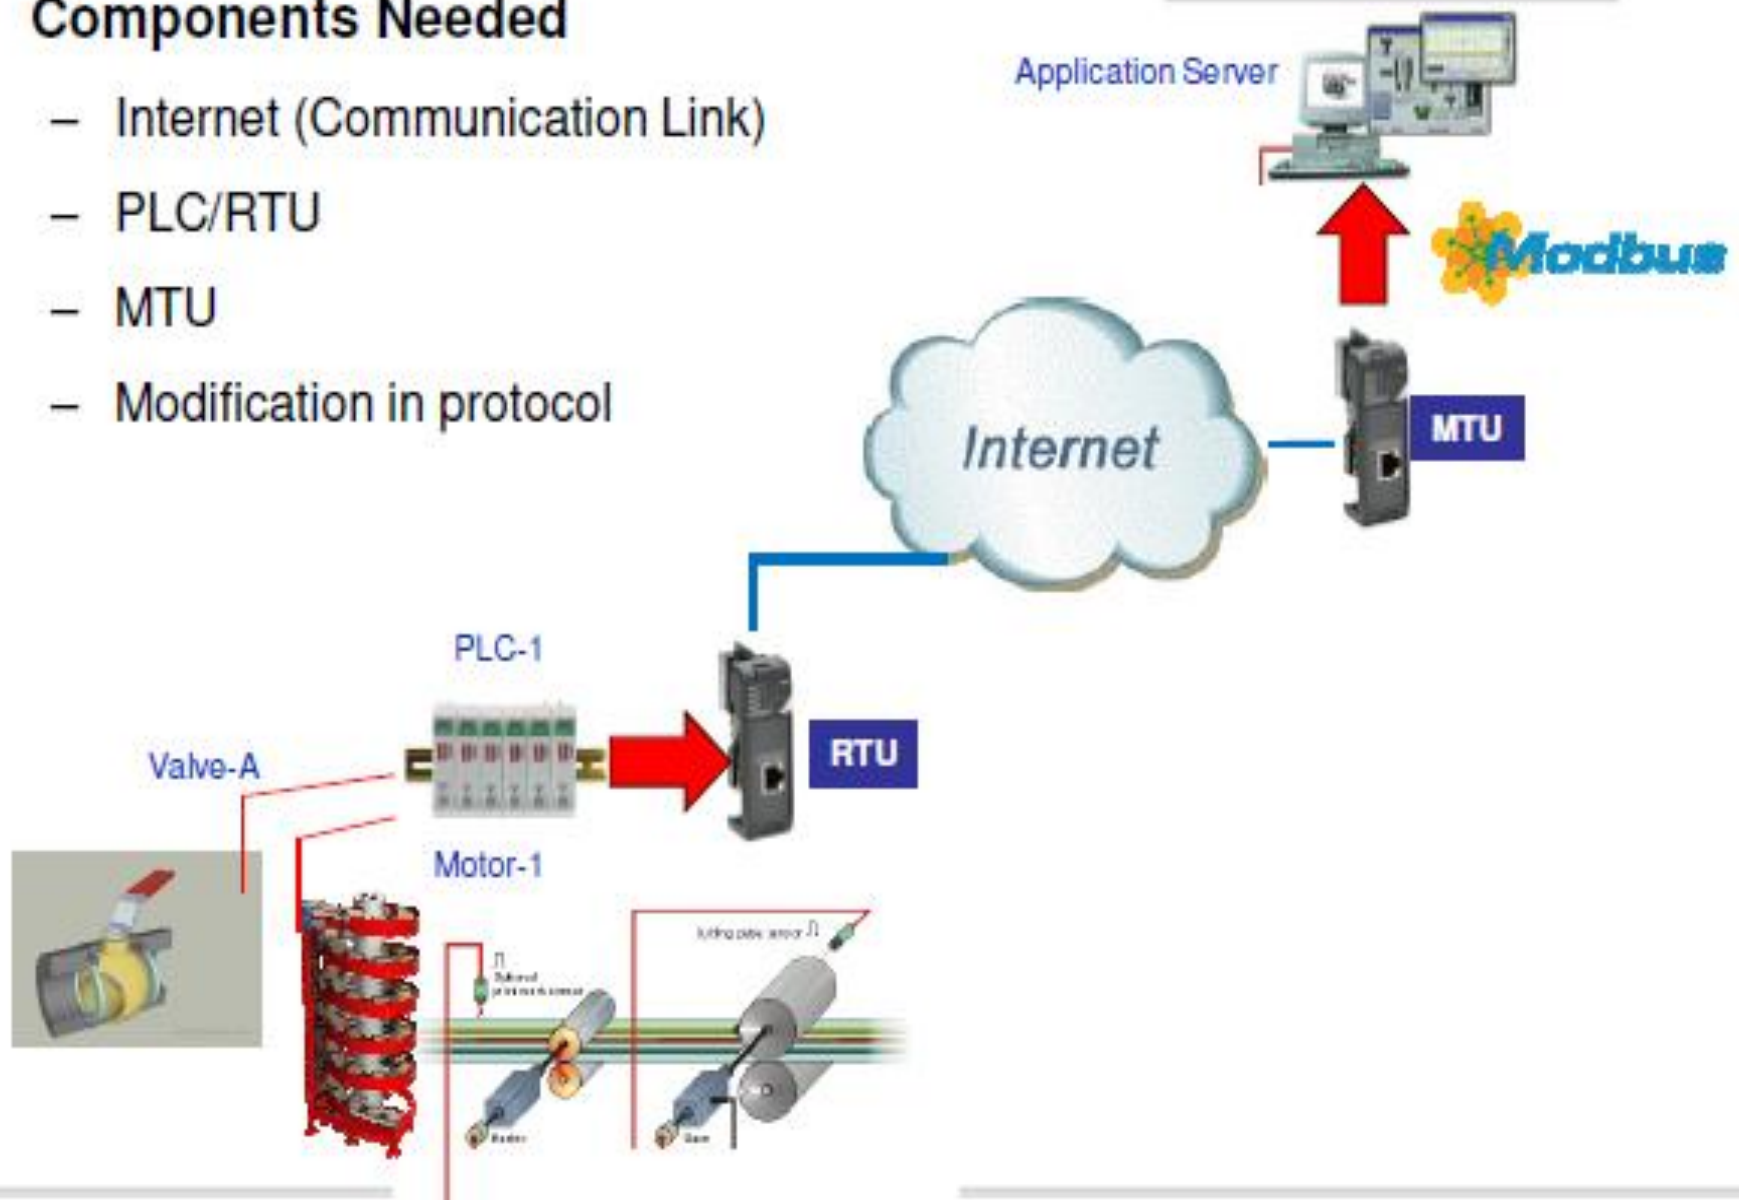 Components Needed
– Internet (Communication Link)
– PLC/RTU
– MTU
– Modification in protocol
Application Server
Modbus
Internet
MTU
PLC-1
RTU
Valve-A
Motor-1